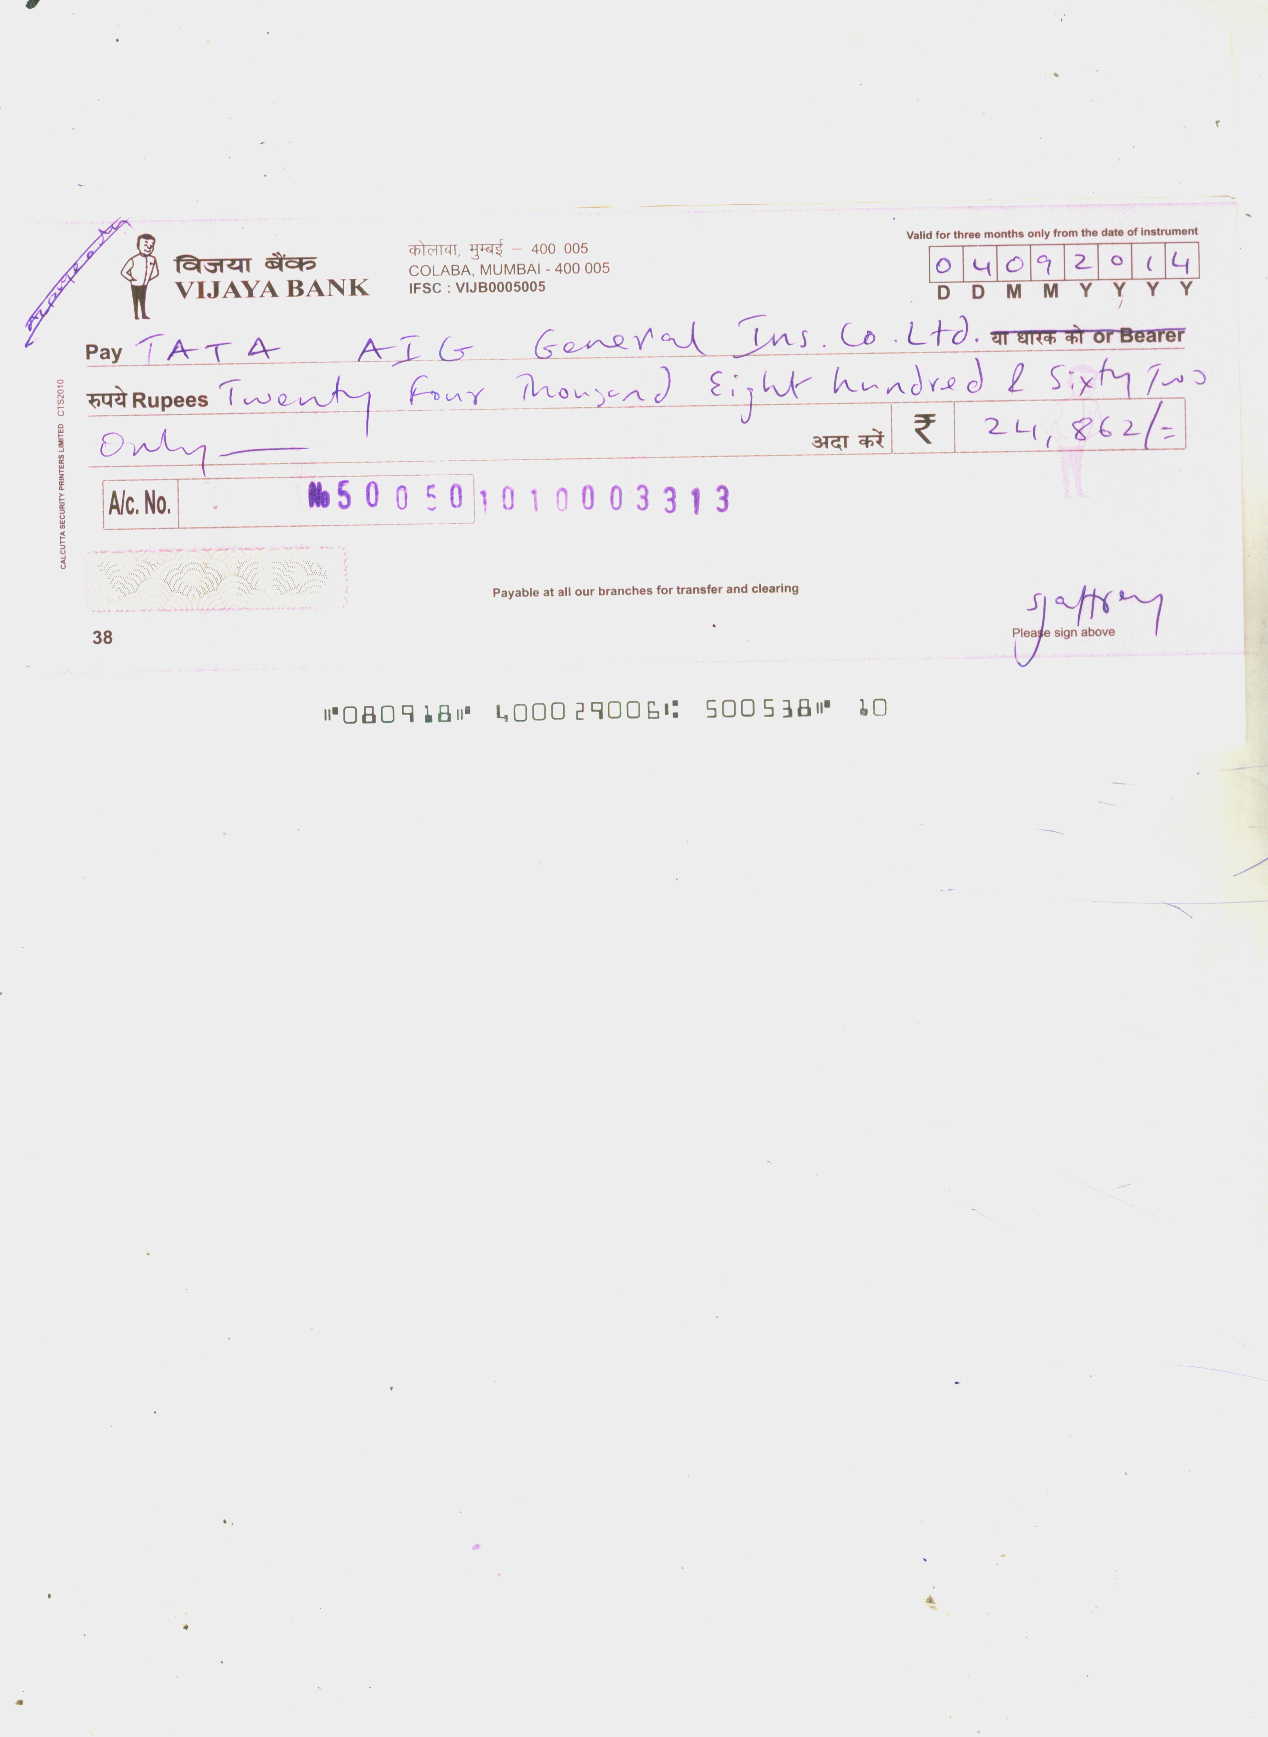 Valid for three months only from the date of instrument
A/c payee only
विजया बैंक
VIJAYA BANK
कोलावा, मुम्बई – 400 005
COLABA, MUMBAI - 400 005
IFSC : VIJB0005005
0 4 0 9 2 0 1 4
D D M M Y Y Y Y
Pay TATA AIG General Ins. Co. Ltd. या धारक को or Bearer
रुपये Rupees Twenty Four Thousand Eight hundred & Sixty Two
Only
अदा करें ₹ 24,862/=
A/c. No. No 500501010003313
CALCUTTA SECURITY PRINTERS LIMITED CTS2010
Payable at all our branches for transfer and clearing
Sjaffrey
38
Please sign above
⑈080918⑈ 400029006⑆ 500538⑈ 10